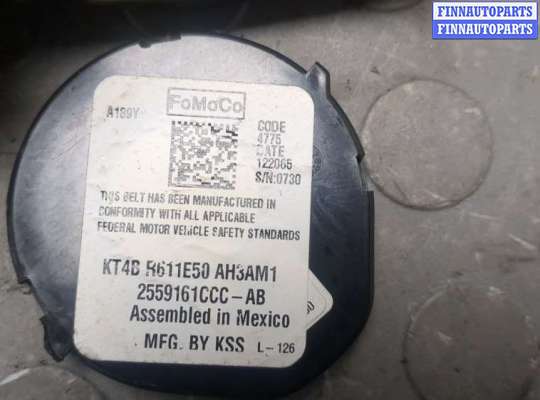 FINNAUTOPARTS
FINNAUTOPARTS
FoMoCo
A189Y
CODE
4775
DATE
122065
S/N:0730
THIS BELT HAS BEEN MANUFACTURED IN
CONFORMITY WITH ALL APPLICABLE
FEDERAL MOTOR VEHICLE SAFETY STANDARDS
KT4B R611E50 AH3AM1
2559161CCC-AB
Assembled in Mexico
MFG. BY KSS L-126